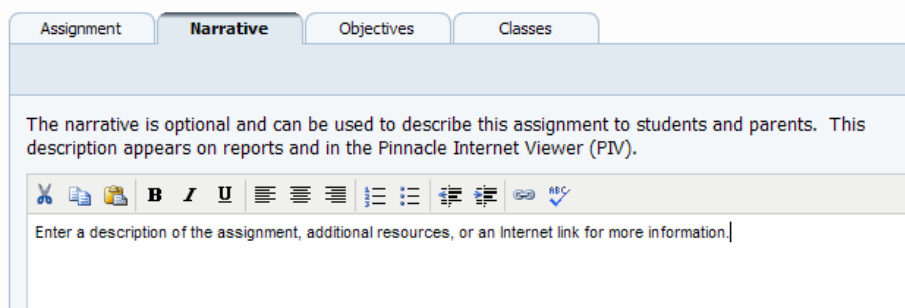 Assignment Narrative Objectives Classes
The narrative is optional and can be used to describe this assignment to students and parents. This
description appears on reports and in the Pinnacle Internet Viewer (PIV).
B I U ABC
Enter a description of the assignment, additional resources, or an Internet link for more information.